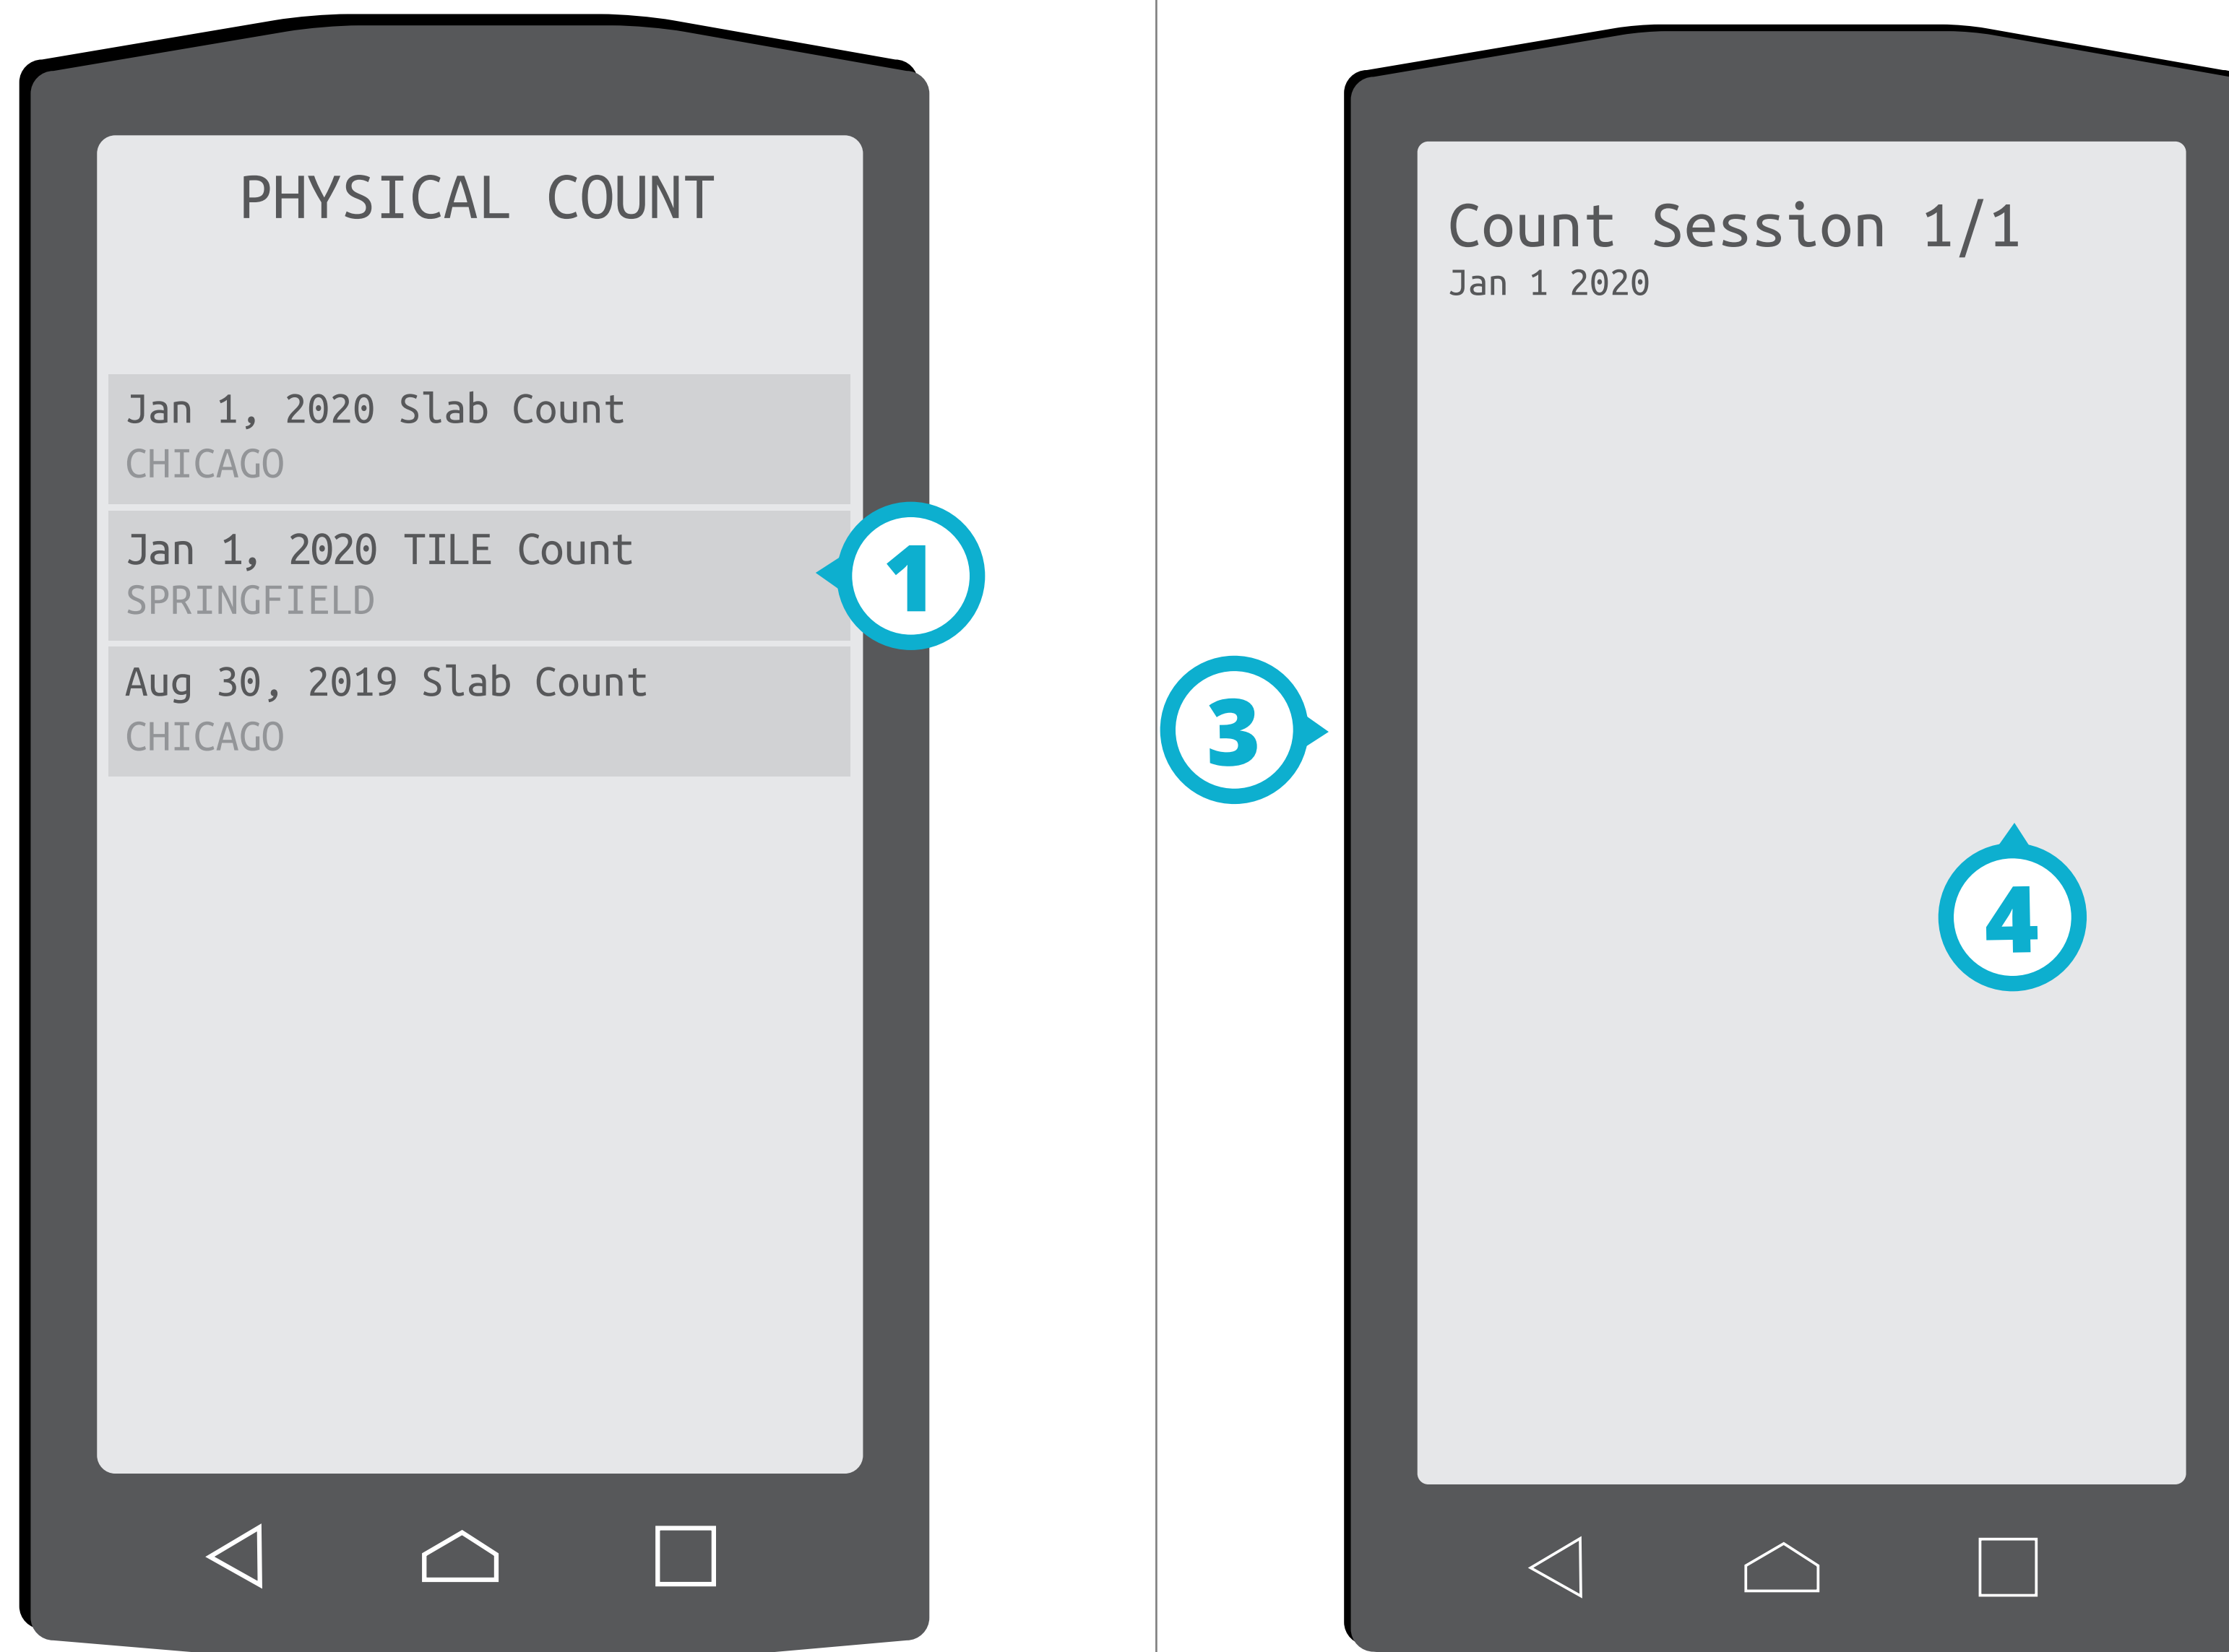 PHYSICAL COUNT
Jan 1, 2020 Slab Count
CHICAGO
Jan 1, 2020 TILE Count
SPRINGFIELD
Aug 30, 2019 Slab Count
CHICAGO
1
3
Count Session 1/1
Jan 1 2020
4